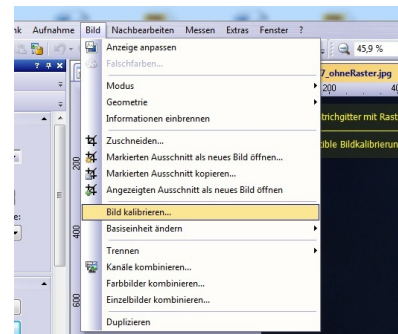 nk Aufnahme Bild Nachbearbeiten Messen Extras Fenster ?
45,9 %
Anzeige anpassen
Falschfarben...
Modus
Geometrie
Informationen einbrennen
Zuschneiden...
Markierten Ausschnitt als neues Bild öffnen...
Markierten Ausschnitt kopieren...
Angezeigten Ausschnitt als neues Bild öffnen
Bild kalibrieren...
Basiseinheit ändern
Trennen
Kanäle kombinieren...
Farbbilder kombinieren...
Einzelbilder kombinieren...
Duplizieren
7_ohneRaster.jpg
200 40
trichgitter mit Rast
tible Bildkalibrierun
e:
200
400
600